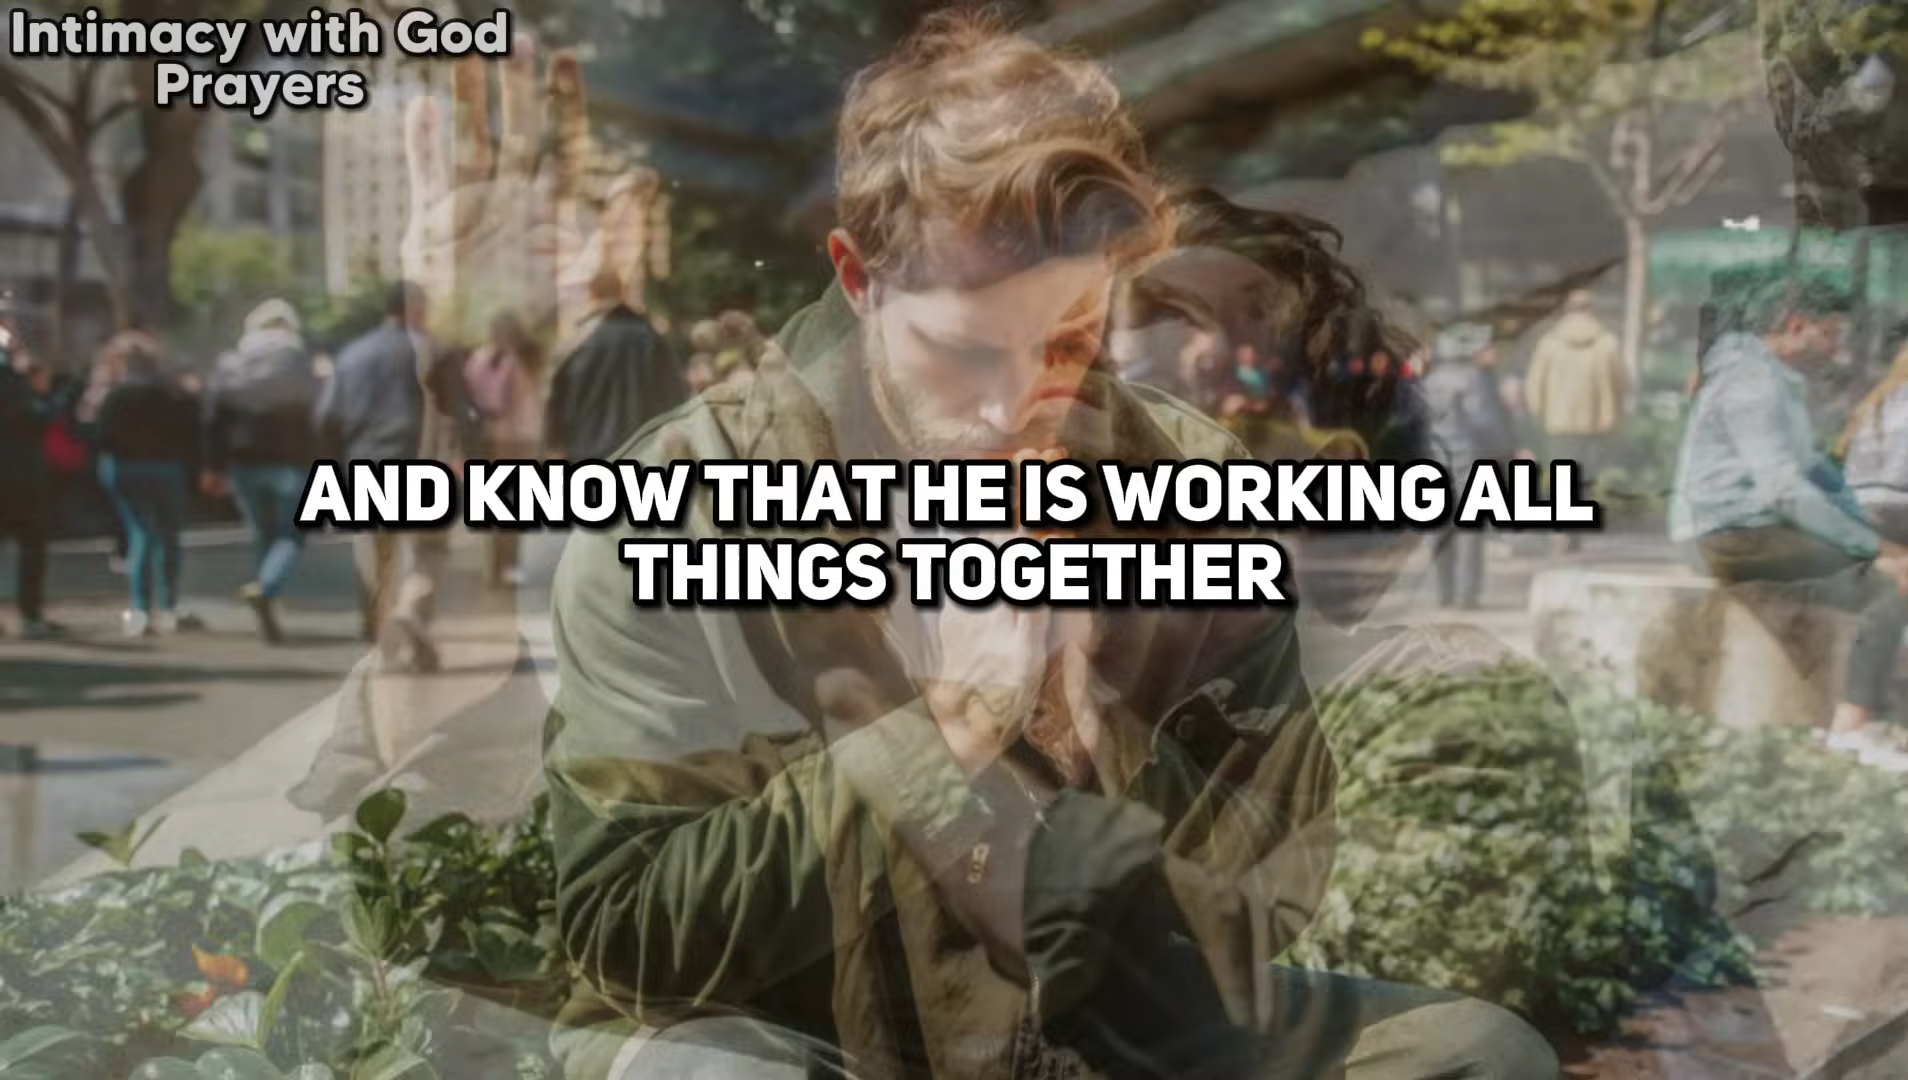 Intimacy with God
Prayers
AND KNOW THAT HE IS WORKING ALL
THINGS TOGETHER